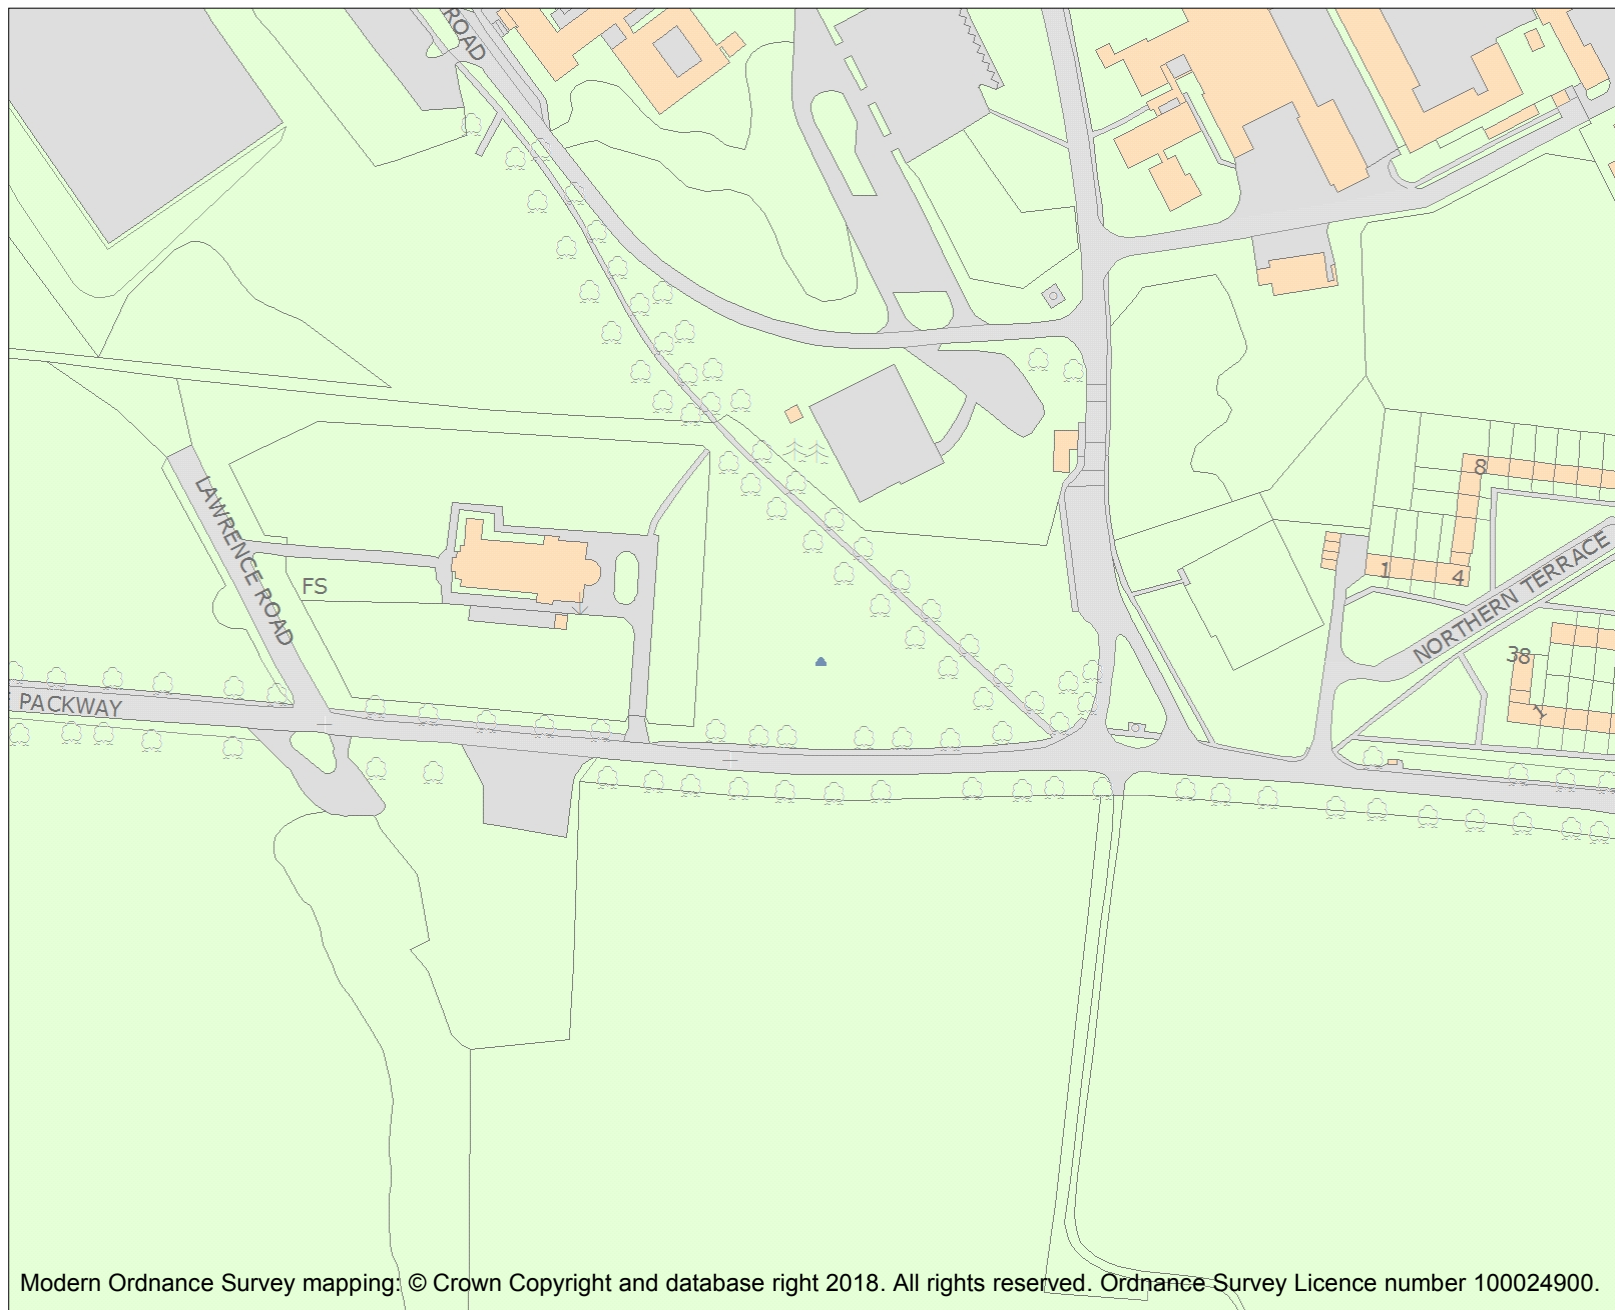 ROAD
8
NORTHERN TERRACE
1
4
LAWRENCE ROAD
FS
38
PACKWAY
1
Modern Ordnance Survey mapping: © Crown Copyright and database right 2018. All rights reserved. Ordnance Survey Licence number 100024900.